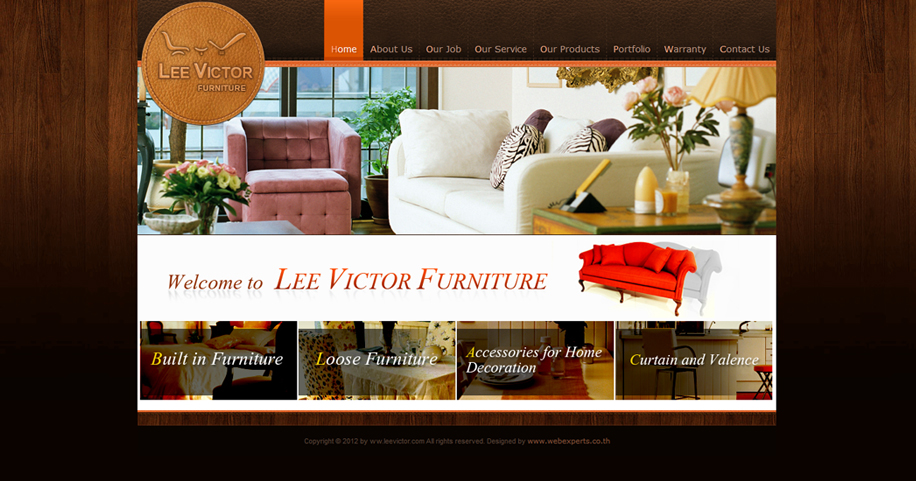 LEE VICTOR
FURNITURE
Home About Us Our Job Our Service Our Products Portfolio Warranty Contact Us
Welcome to LEE VICTOR FURNITURE
Built in Furniture
Loose Furniture
Accessories for Home
Decoration
Curtain and Valence
Copyright © 2012 by ww.leevictor.com All rights reserved. Designed by www.webexperts.co.th